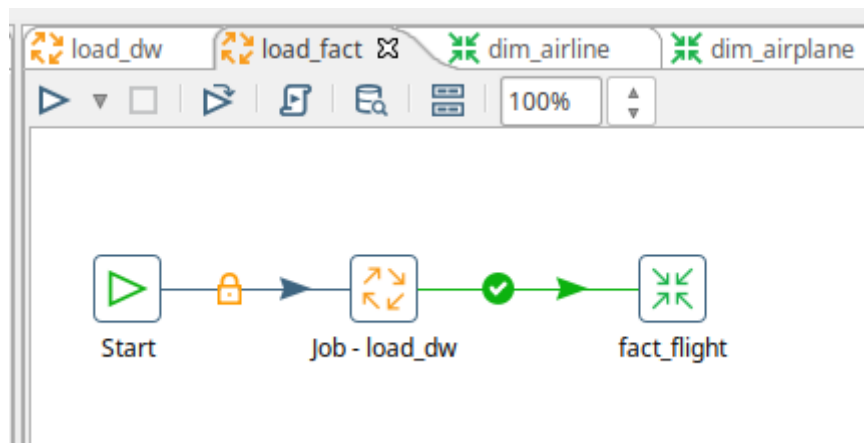 load_dw load_fact dim_airline dim_airplane
100%
Start Job - load_dw fact_flight